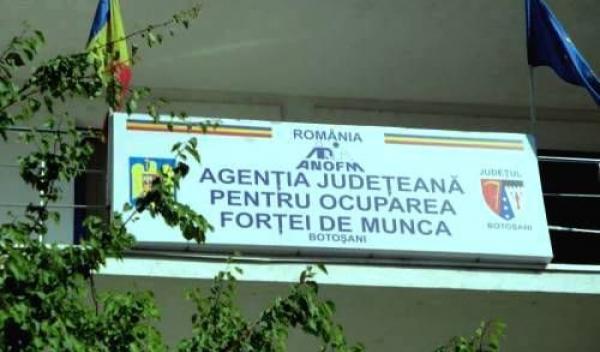 ROMÂNIA
ANOFM
AGENȚIA JUDEȚEANĂ
PENTRU OCUPAREA
FORȚEI DE MUNCA
BOTOȘANI
JUDEȚUL
BOTOȘANI